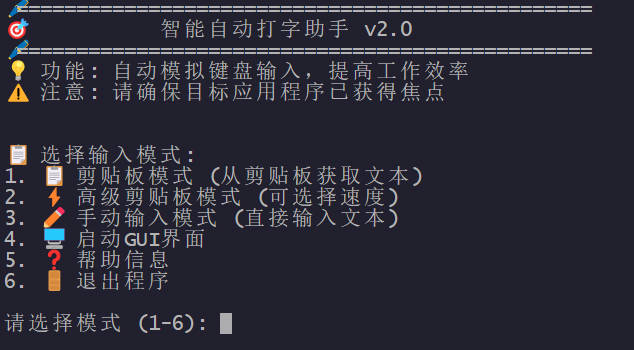 ==================================================
智能自动打字助手 v2.0
==================================================
功能: 自动模拟键盘输入，提高工作效率
注意: 请确保目标应用程序已获得焦点
选择输入模式:
1. 剪贴板模式 (从剪贴板获取文本)
2. 高级剪贴板模式 (可选择速度)
3. 手动输入模式 (直接输入文本)
4. 启动GUI界面
5. 帮助信息
6. 退出程序
请选择模式 (1-6):